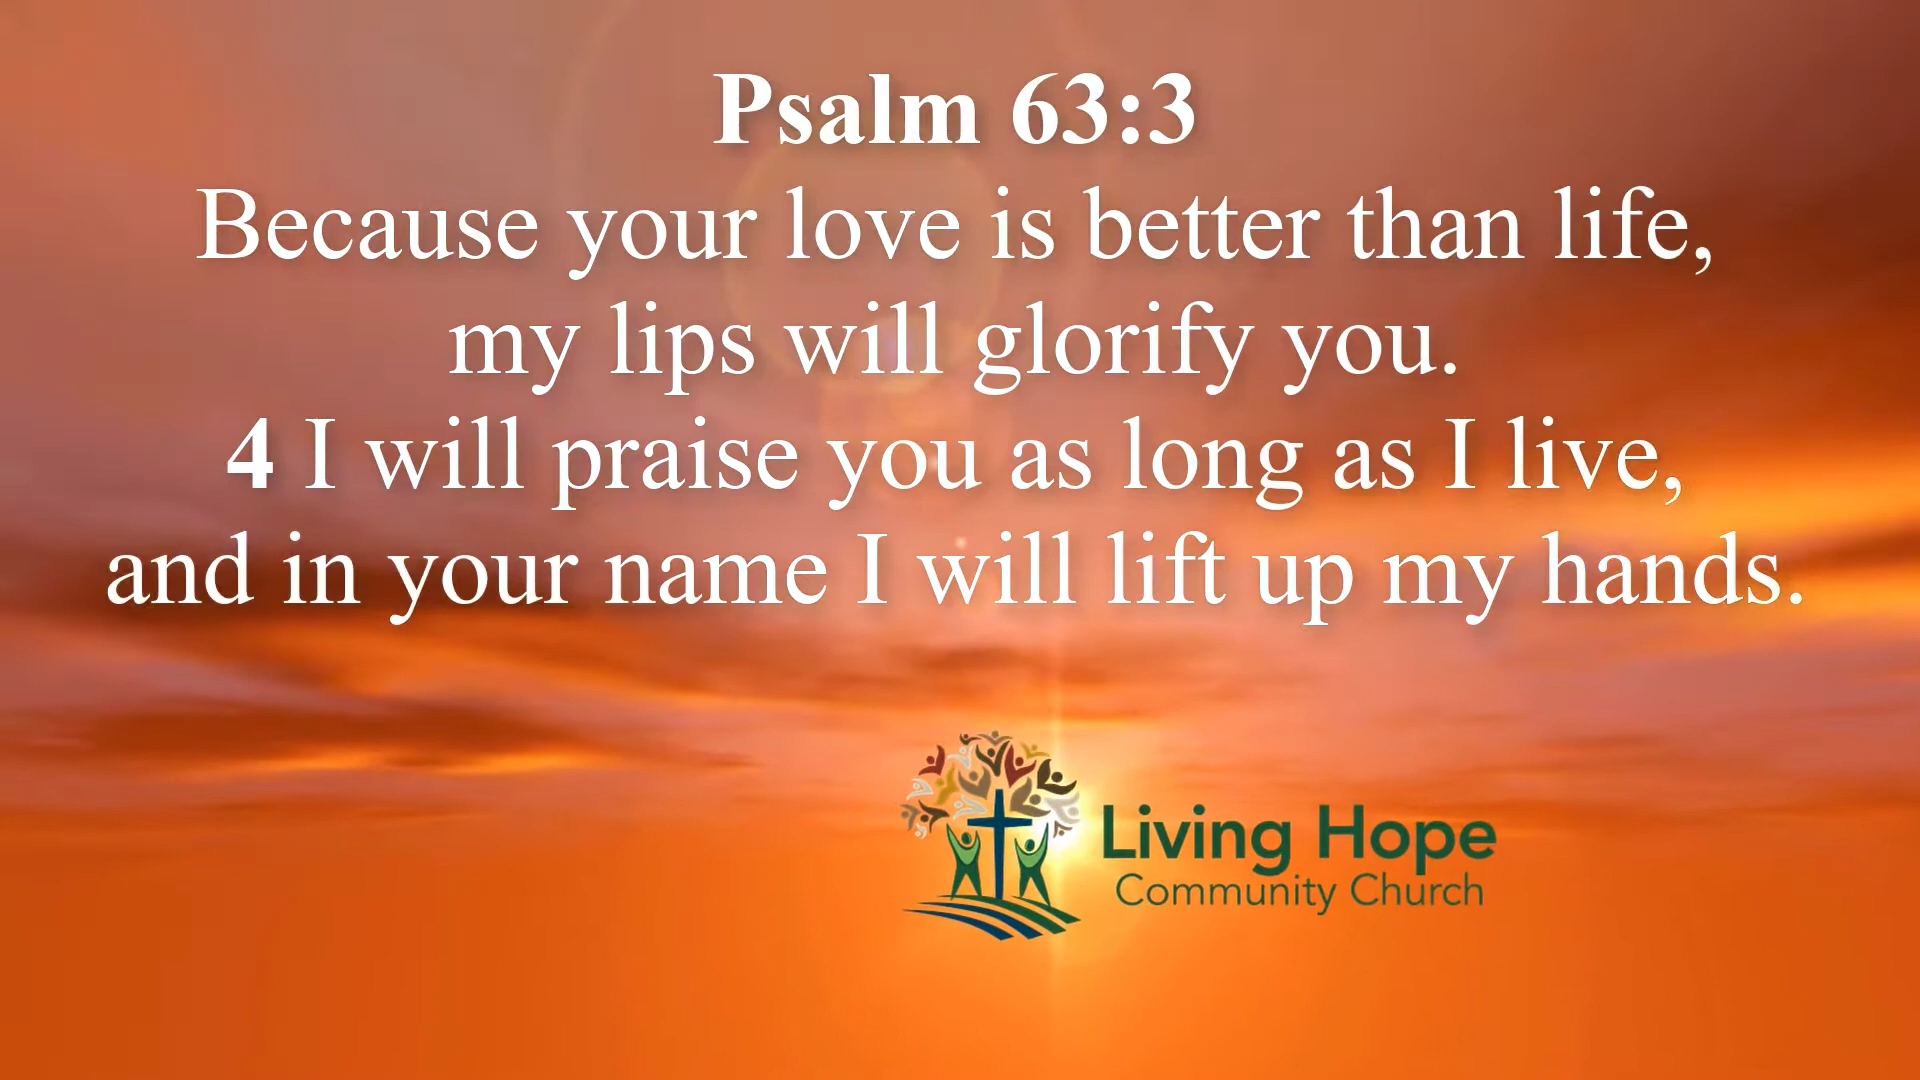 Psalm 63:3
Because your love is better than life,
my lips will glorify you.
4 I will praise you as long as I live,
and in your name I will lift up my hands.
Living Hope
Community Church